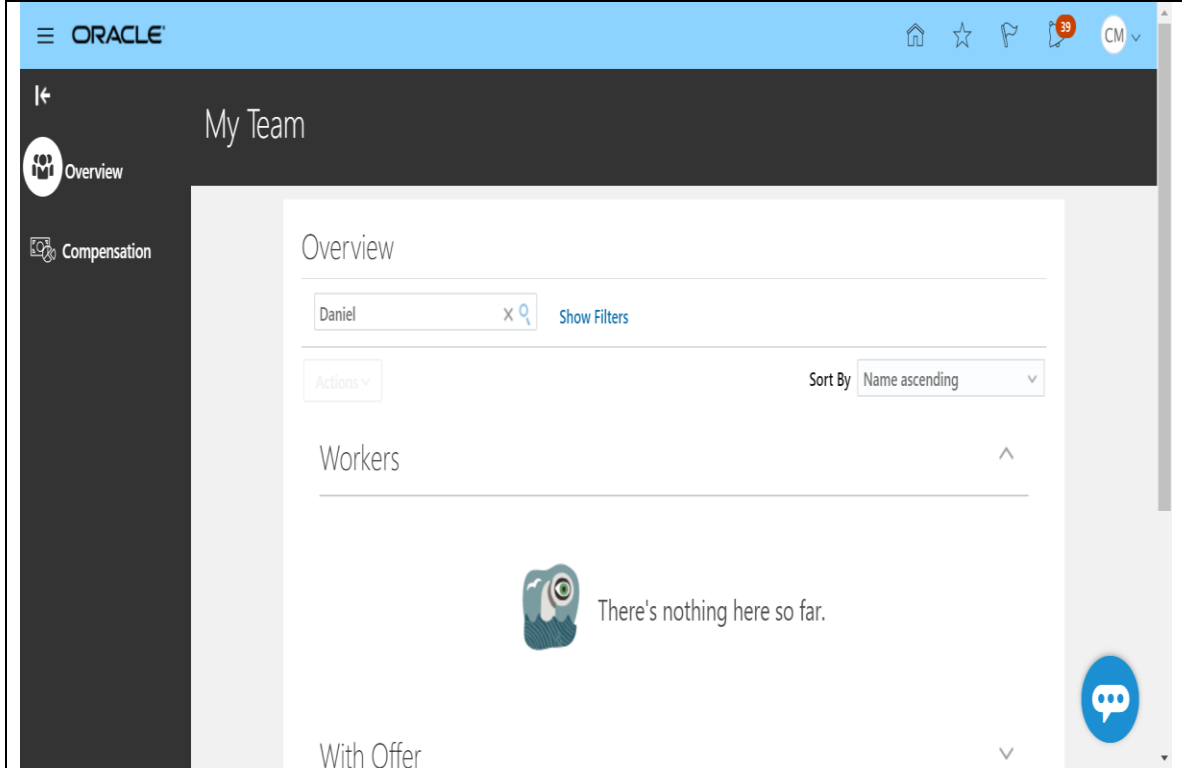 ORACLE
39
CM
My Team
Overview
Compensation
Overview
Daniel
Show Filters
Actions
Sort By Name ascending
Workers
There's nothing here so far.
With Offer